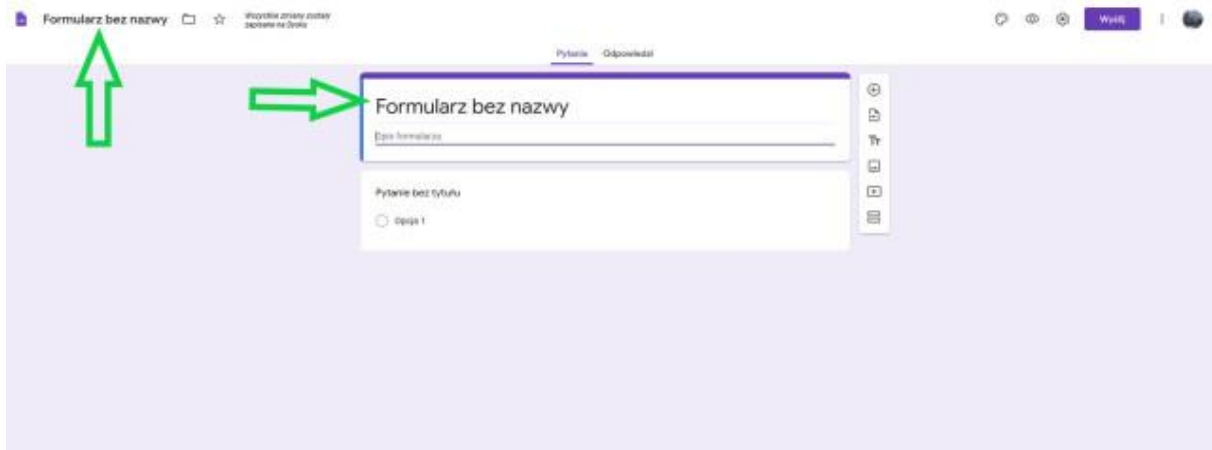 Formularz bez nazwy
Wszystkie zmiany zostały
zapisane na Dysku
Wyślij
Pytania Odpowiedzi
Formularz bez nazwy
Opis formularza
Pytanie bez tytułu
Opcja 1
Tт